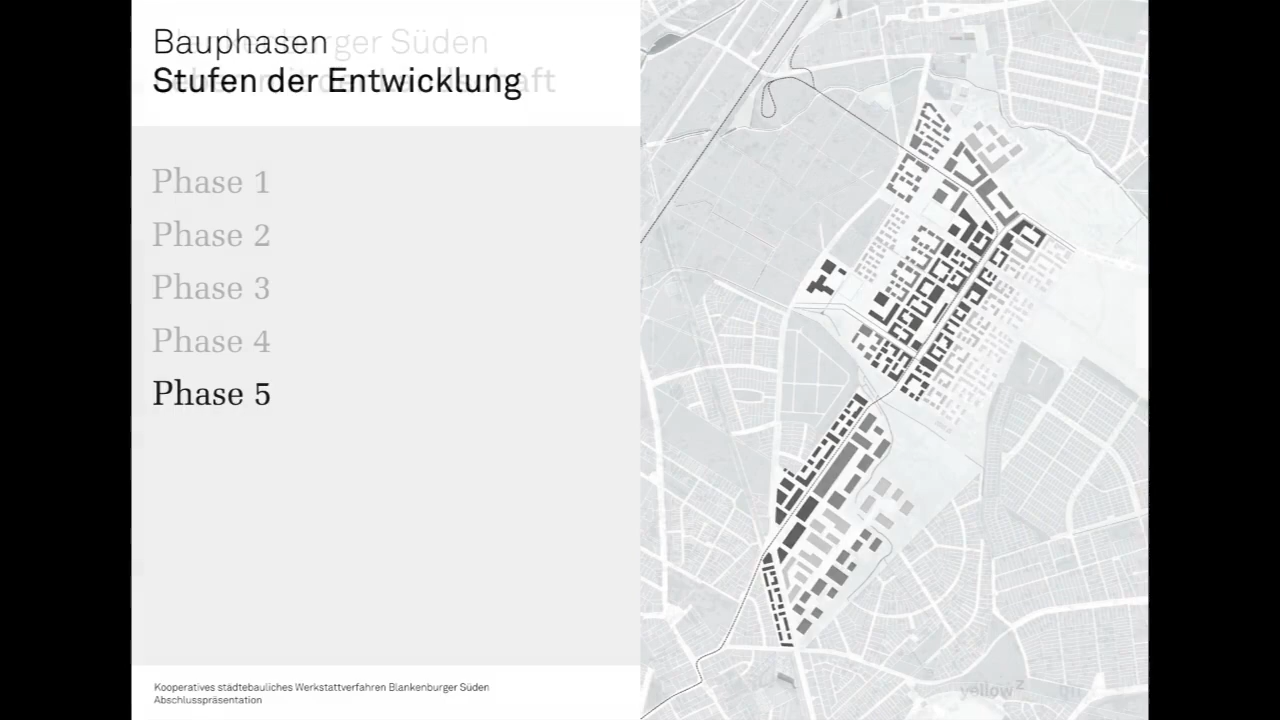 Bauphasen
Stufen der Entwicklung
Phase 1
Phase 2
Phase 3
Phase 4
Phase 5
Kooperatives städtebauliches Werkstattverfahren Blankenburger Süden
Abschlusspräsentation
yellow z